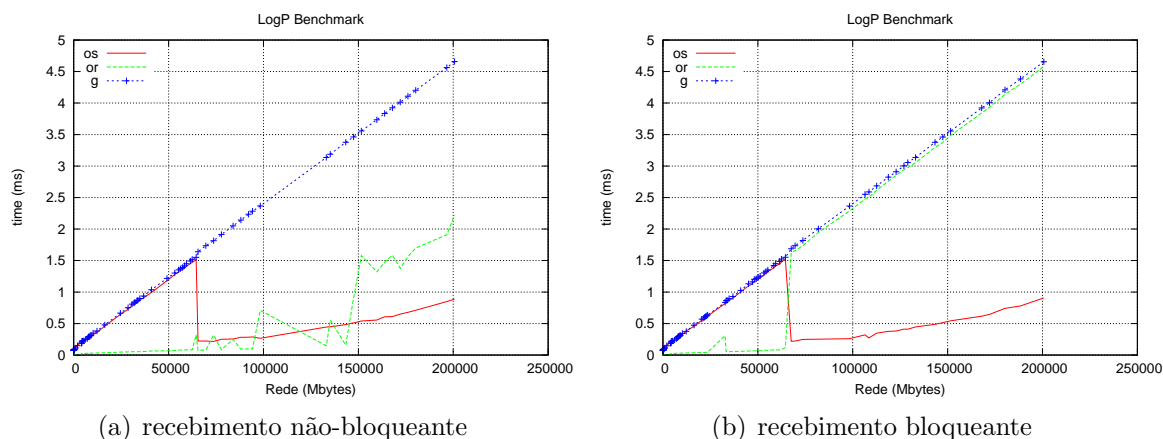 LogP Benchmark
5
4.5
4
3.5
3
2.5
2
1.5
1
0.5
0
time (ms)
os
or
g
0 50000 100000 150000 200000 250000
Rede (Mbytes)
(a) recebimento não-bloqueante
LogP Benchmark
5
4.5
4
3.5
3
2.5
2
1.5
1
0.5
0
time (ms)
os
or
g
0 50000 100000 150000 200000 250000
Rede (Mbytes)
(b) recebimento bloqueante